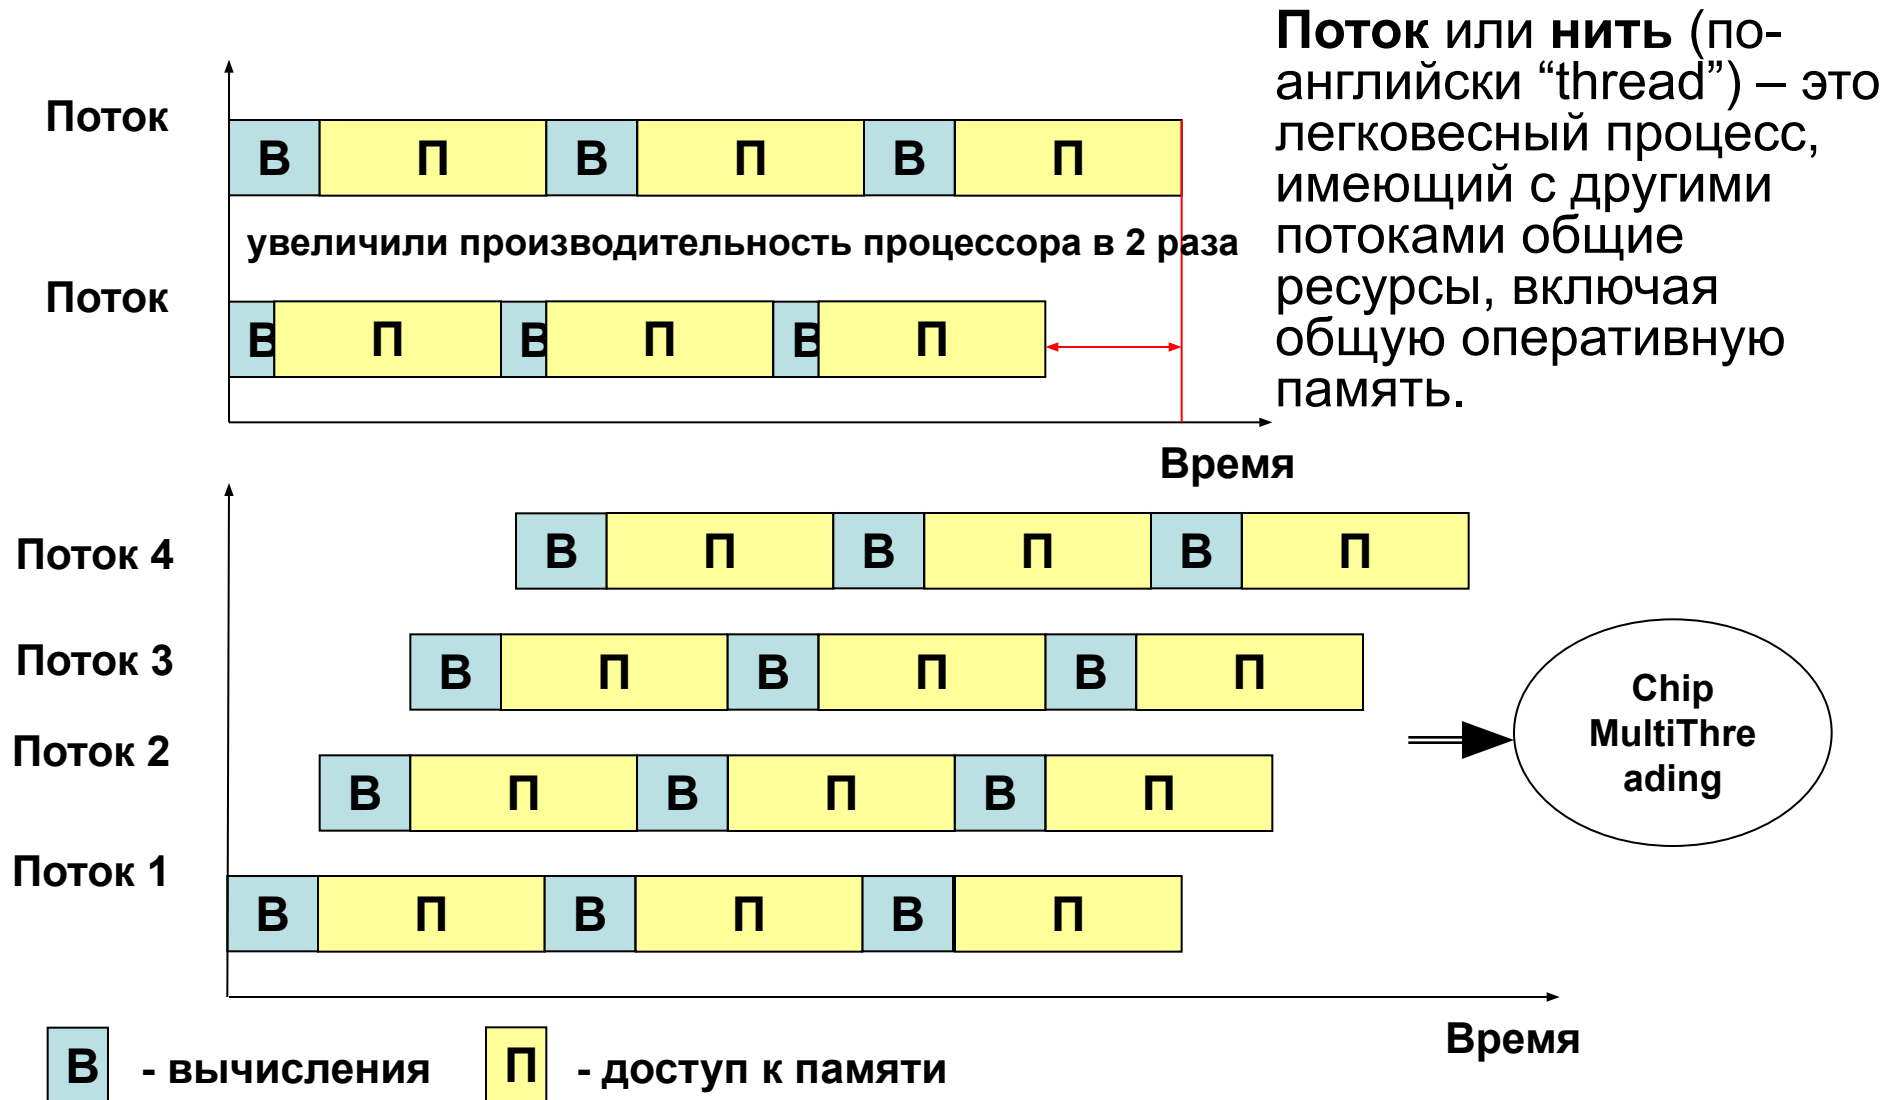 Поток или нить (по-
английски “thread”) – это
легковесный процесс,
имеющий с другими
потоками общие
ресурсы, включая
общую оперативную
память.
Поток
В П В П В П
увеличили производительность процессора в 2 раза
Поток
В П В П В П
Время
Поток 4
В П В П В П
Поток 3
В П В П В П
Поток 2
В П В П В П
Поток 1
В П В П В П
Chip
MultiThre
ading
Время
В - вычисления П - доступ к памяти